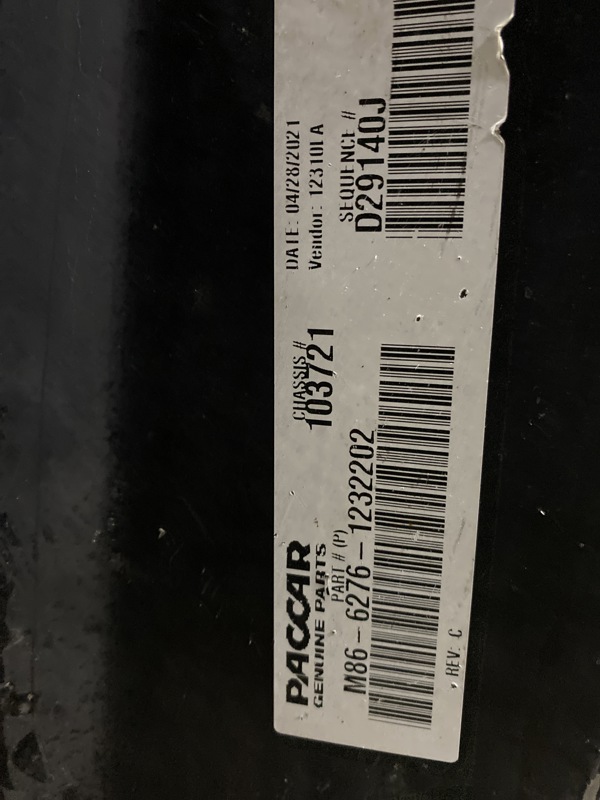 PACCAR
GENUINE PARTS
CHASSIS #
103721
DATE: 04/28/2021
Vendor: 12310LA
PART # (P)
M86-6276-1232202
SEQUENCE #
D29140J
REV: C